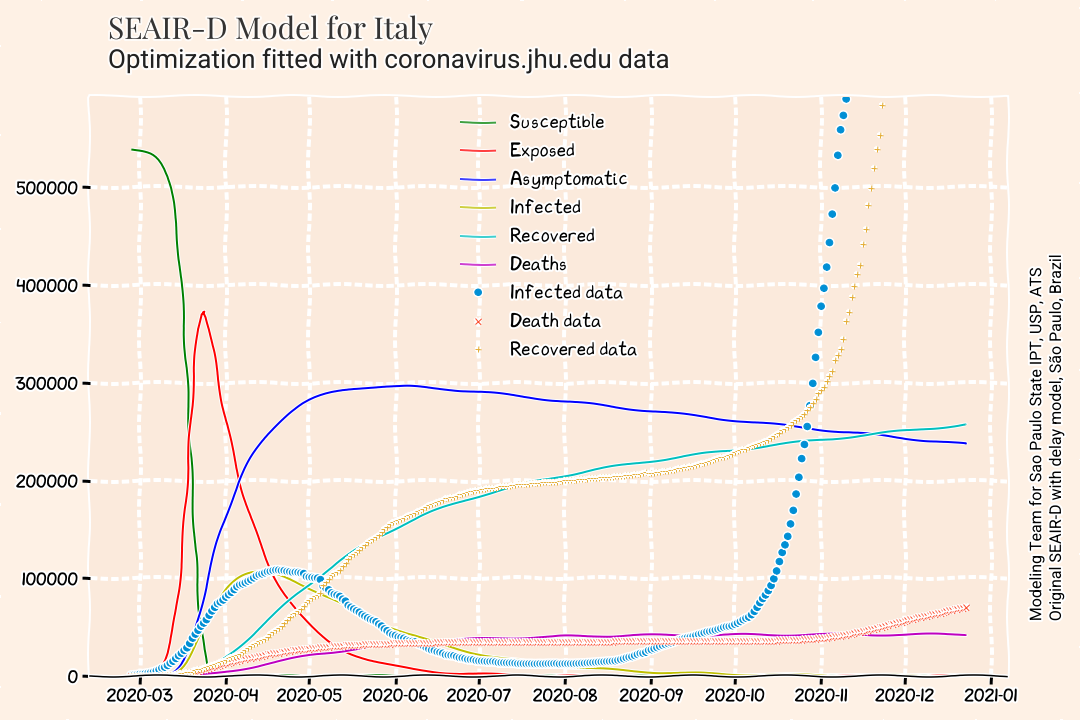 SEAIR-D Model for Italy
Optimization fitted with coronavirus.jhu.edu data
Susceptible
Exposed
Asymptomatic
Infected
Recovered
Deaths
Infected data
Death data
Recovered data
500000
400000
300000
200000
100000
0
2020-03 2020-04 2020-05 2020-06 2020-07 2020-08 2020-09 2020-10 2020-11 2020-12 2021-01
Modeling Team for Sao Paulo State IPT, USP, ATS
Original SEAIR-D with delay model, São Paulo, Brazil